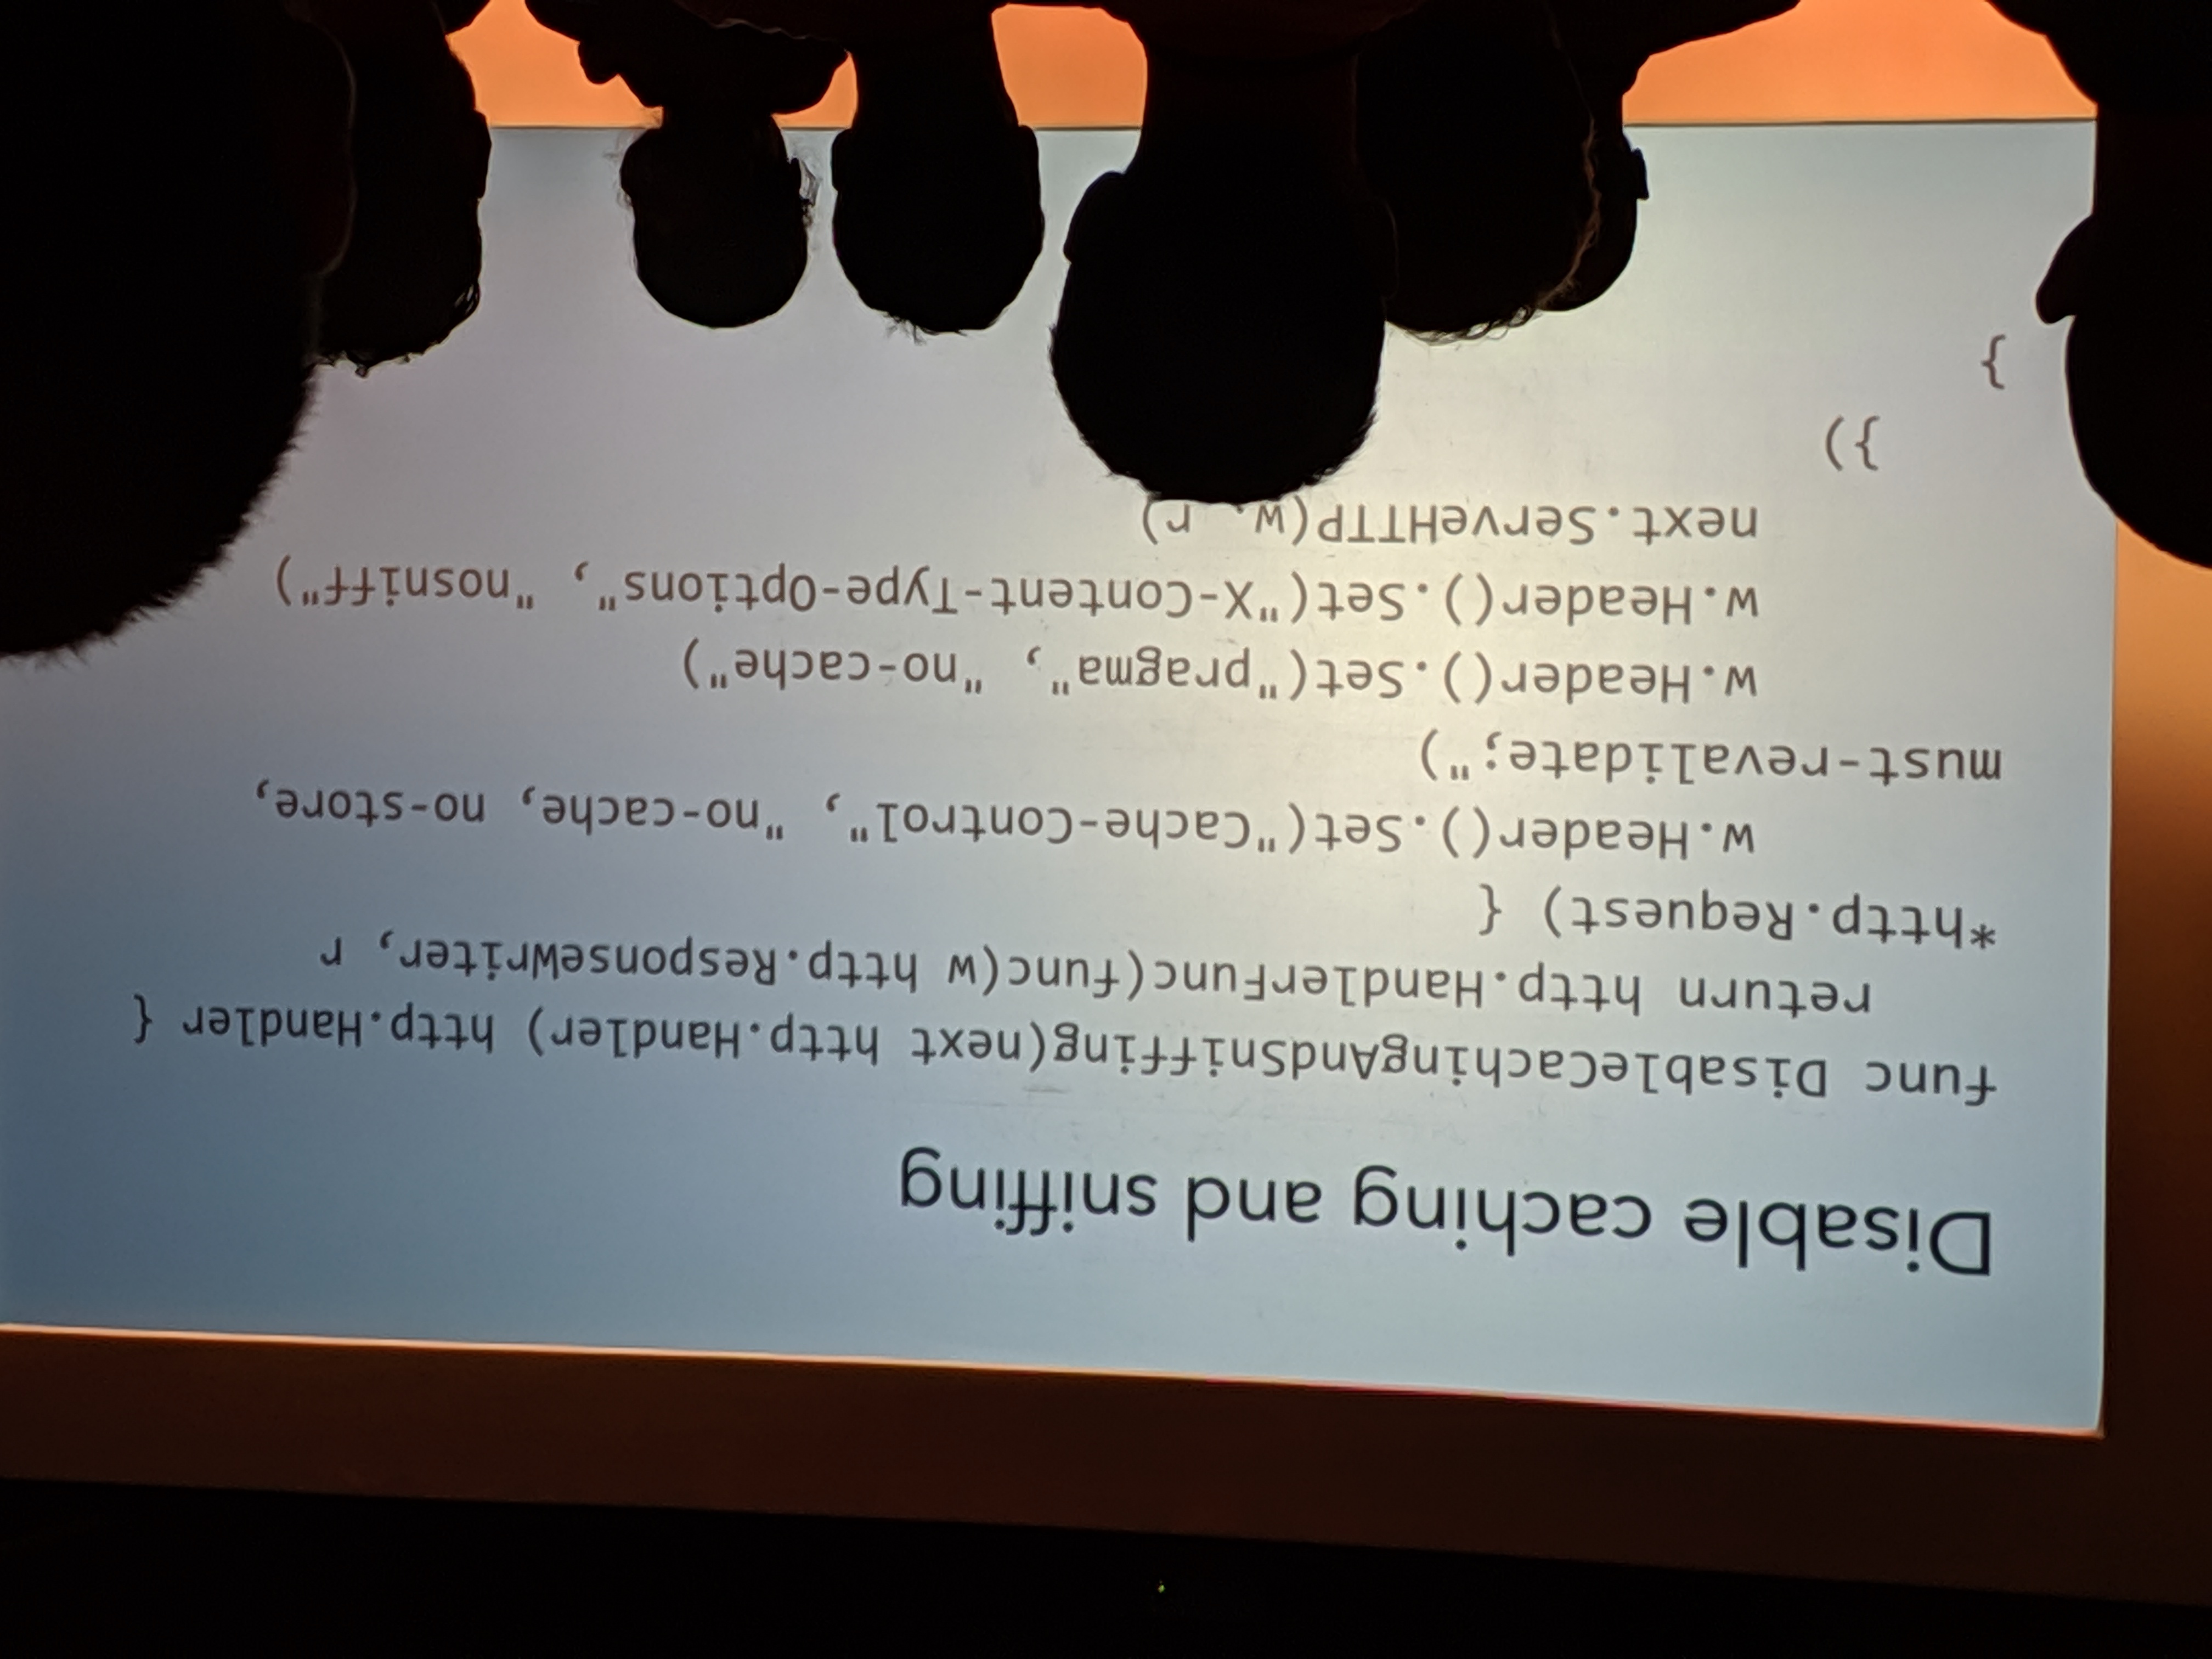 Disable caching and sniffing
func DisableCachingAndSniffing(next http.Handler) http.Handler {
    return http.HandlerFunc(func(w http.ResponseWriter, r
*http.Request) {
        w.Header().Set("Cache-Control", "no-cache, no-store,
must-revalidate;")
        w.Header().Set("pragma", "no-cache")
        w.Header().Set("X-Content-Type-Options", "nosniff")
        next.ServeHTTP(w, r)
    })
}